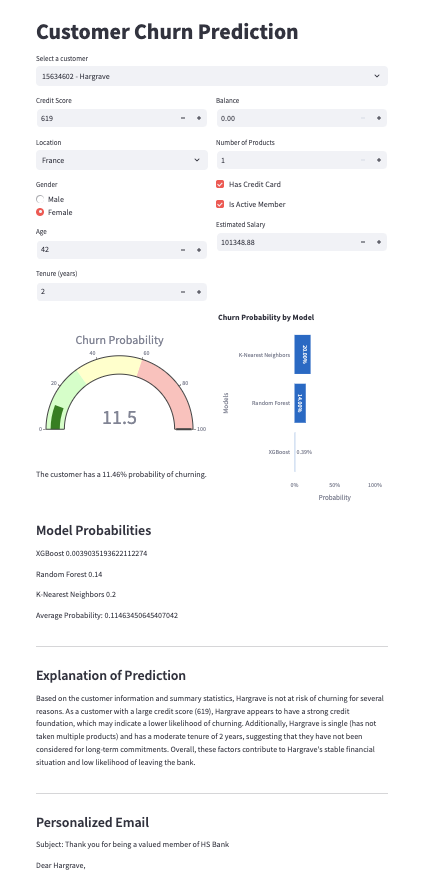 Customer Churn Prediction
Select a customer
15634602 - Hargrave
Credit Score
619
Location
France
Gender
Male
Female
Age
42
Tenure (years)
2
Balance
0.00
Number of Products
1
Has Credit Card
Is Active Member
Estimated Salary
101348.88
Churn Probability
0
20
40
60
80
100
11.5
The customer has a 11.46% probability of churning.
Churn Probability by Model
Models
K-Nearest Neighbors
20.00%
Random Forest
14.00%
XGBoost
0.39%
0%
50%
100%
Probability
Model Probabilities
XGBoost 0.0039035193622112274
Random Forest 0.14
K-Nearest Neighbors 0.2
Average Probability: 0.11463450645407042
Explanation of Prediction
Based on the customer information and summary statistics, Hargrave is not at risk of churning for several
reasons. As a customer with a large credit score (619), Hargrave appears to have a strong credit
foundation, which may indicate a lower likelihood of churning. Additionally, Hargrave is single (has not
taken multiple products) and has a moderate tenure of 2 years, suggesting that they have not been
considered for long-term commitments. Overall, these factors contribute to Hargrave's stable financial
situation and low likelihood of leaving the bank.
Personalized Email
Subject: Thank you for being a valued member of HS Bank
Dear Hargrave,